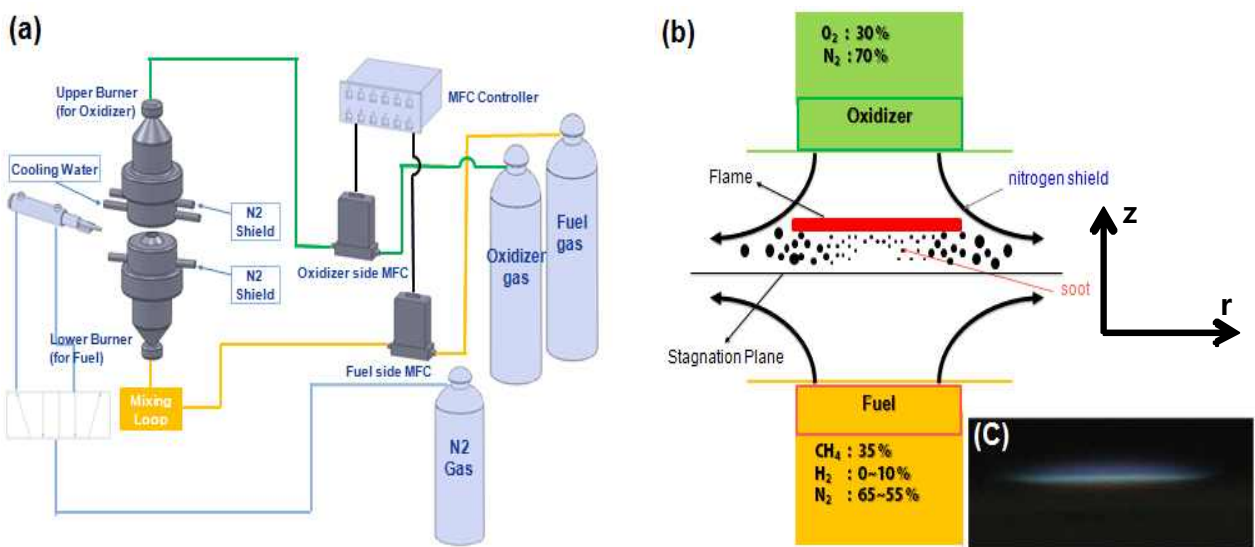 (a)
Upper Burner
(for Oxidizer)
MFC Controller
Cooling Water
N2
Shield
N2
Shield
Oxidizer side MFC
Oxidizer
gas
Fuel
gas
Lower Burner
(for Fuel)
Mixing
Loop
Fuel side MFC
N2
Gas
(b)
O₂ : 30%
N₂ : 70%
Oxidizer
Flame
nitrogen shield
z
soot
r
Stagnation Plane
Fuel
CH₄ : 35%
H₂ : 0~10%
N₂ : 65~55%
(C)